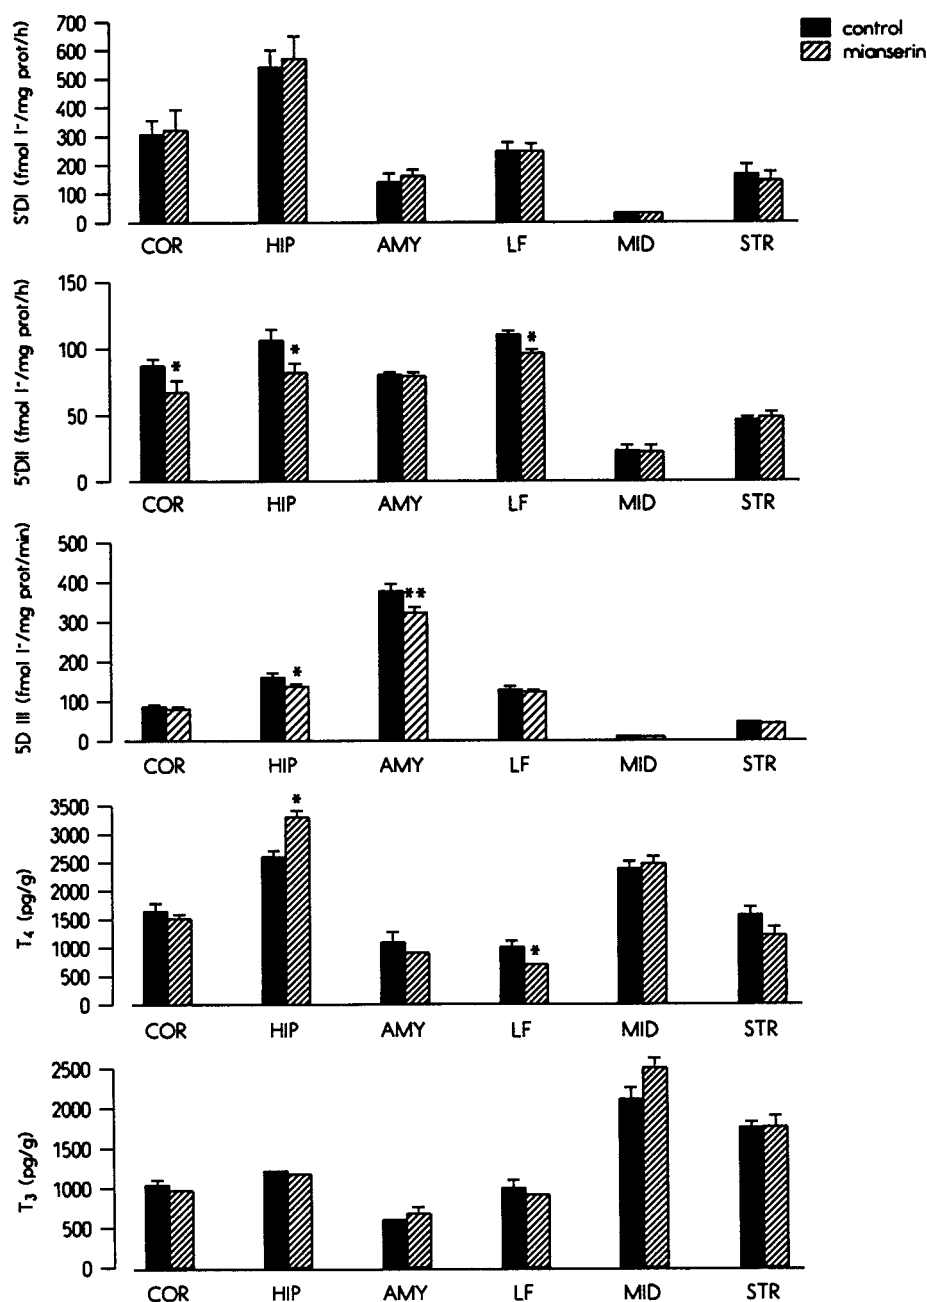 control
mianserin
S'DI (fmol I⁻/mg prot/h)
700
600
500
400
300
200
100
0
COR HIP AMY LF MID STR
5'DII (fmol I⁻/mg prot/h)
150
100
50
0
* * *
COR HIP AMY LF MID STR
5D III (fmol I⁻/mg prot/min)
500
400
300
200
100
0
* **
COR HIP AMY LF MID STR
T₄ (pg/g)
3500
3000
2500
2000
1500
1000
500
0
* *
COR HIP AMY LF MID STR
T₃ (pg/g)
2500
2000
1500
1000
500
0
COR HIP AMY LF MID STR